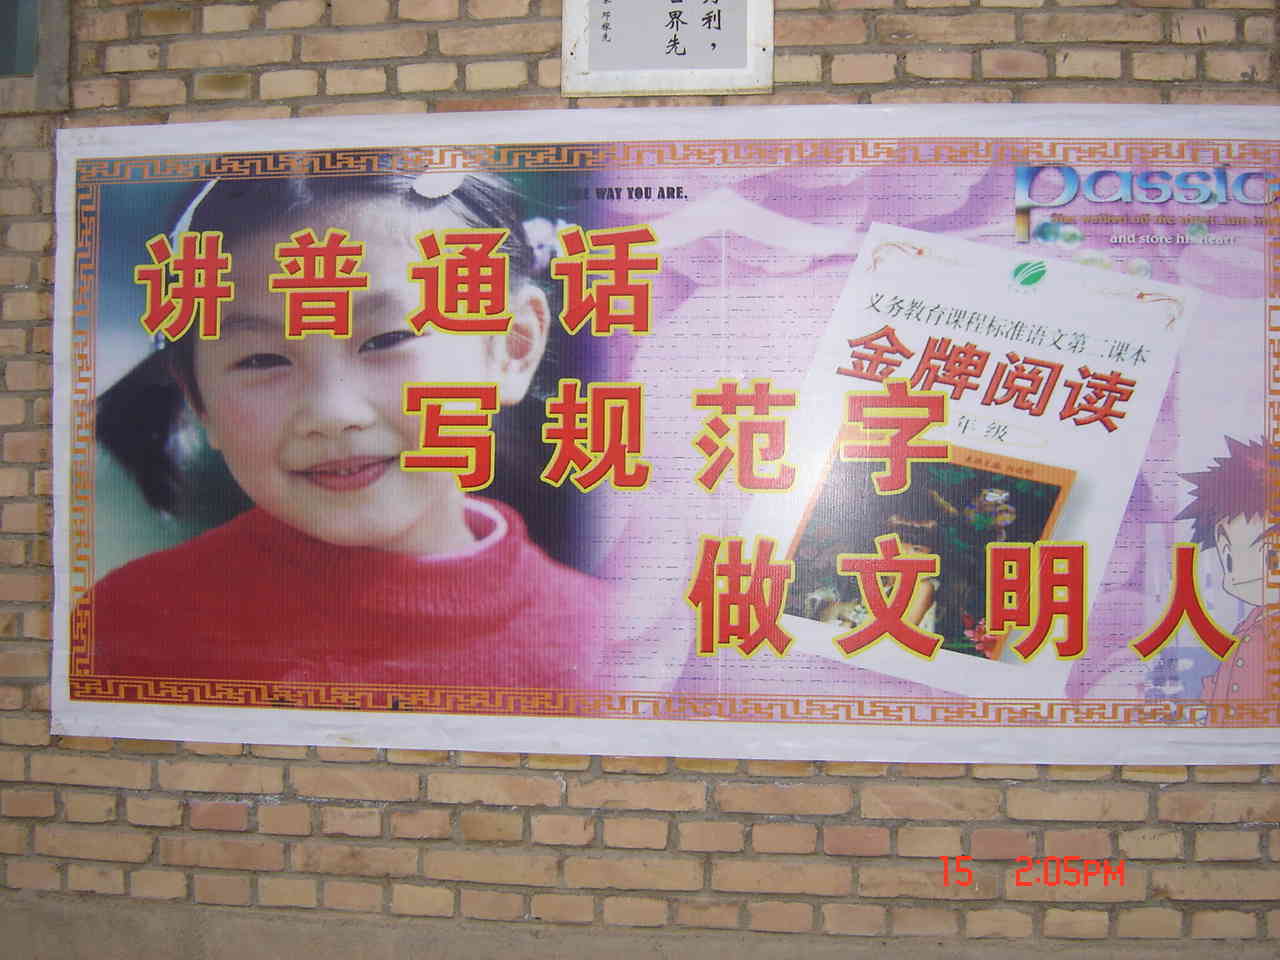 利，
世界先
THE WAY YOU ARE.
passio
and store his heart
讲普通话
义务教育课程标准语文第二课本
金牌阅读
年级
写规范字
做文明人
15 2:05PM